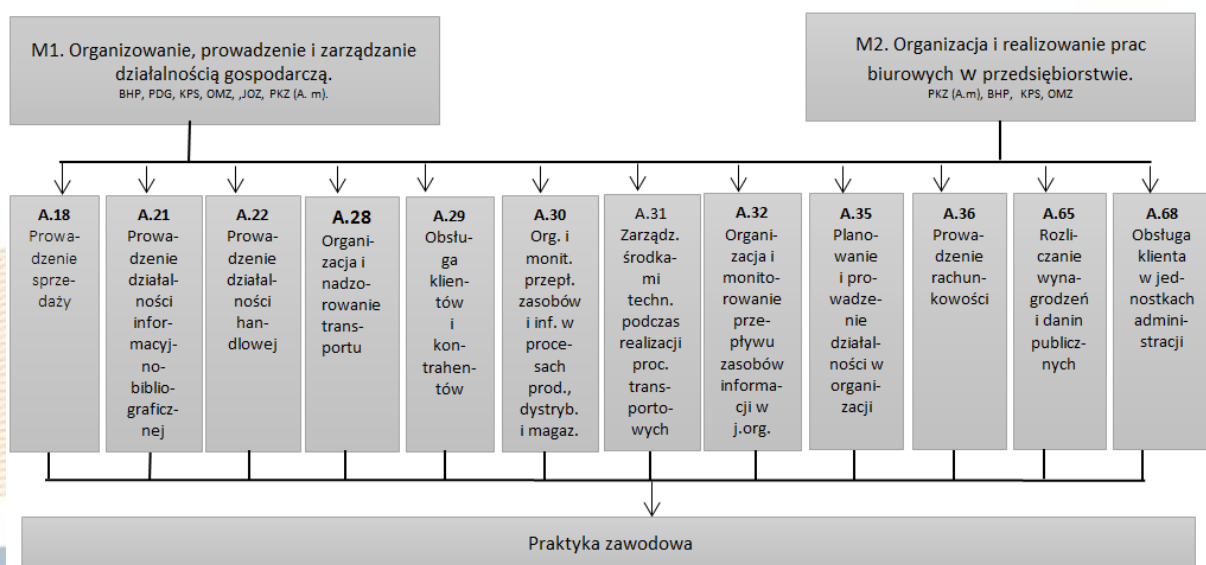 M1. Organizowanie, prowadzenie i zarządzanie
działalnością gospodarczą.
BHP, PDG, KPS, OMZ, ,JOZ, PKZ (A. m).
M2. Organizacja i realizowanie prac
biurowych w przedsiębiorstwie.
PKZ (A.m), BHP, KPS, OMZ
A.18
Prowa-
dzenie
sprze-
daży
A.21
Prowa-
dzenie
działal-
ności
infor-
macyj-
no-
biblio-
graficz-
nej
A.22
Prowa-
dzenie
działal-
ności
han-
dlowej
A.28
Organi-
zacja i
nadzo-
rowanie
trans-
portu
A.29
Obsłu-
ga
klien-
tów
i
kon-
trahen-
tów
A.30
Org. i
monit.
przepł.
zasobów
i inf. w
proce-
sach
prod.,
dystryb.
i magaz.
A.31
Zarządz.
środka-
mi
techn.
podczas
realizacji
proc.
trans-
porto-
wych
A.32
Organi-
zacja i
monito-
rowanie
prze-
pływu
zasobów
informa-
cji w
j.org.
A.35
Plano-
wanie
i pro-
wadze-
nie
działal-
ności w
organi-
zacji
A.36
Prowa-
dzenie
rachun-
kowości
A.65
Rozli-
czanie
wyna-
grodzeń
i danin
publicz-
nych
A.68
Obsługa
klienta
w jed-
nostkach
admini-
stracji
Praktyka zawodowa